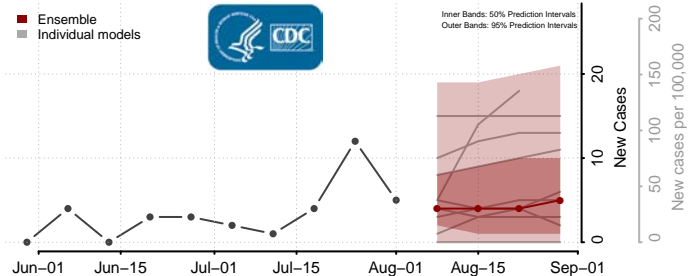 Ensemble
Individual models
CDC
Inner Bands: 50% Prediction Intervals
Outer Bands: 95% Prediction Intervals
0
10
20
New Cases
0
50
100
150
200
New cases per 100,000
Jun−01
Jun−15
Jul−01
Jul−15
Aug−01
Aug−15
Sep−01